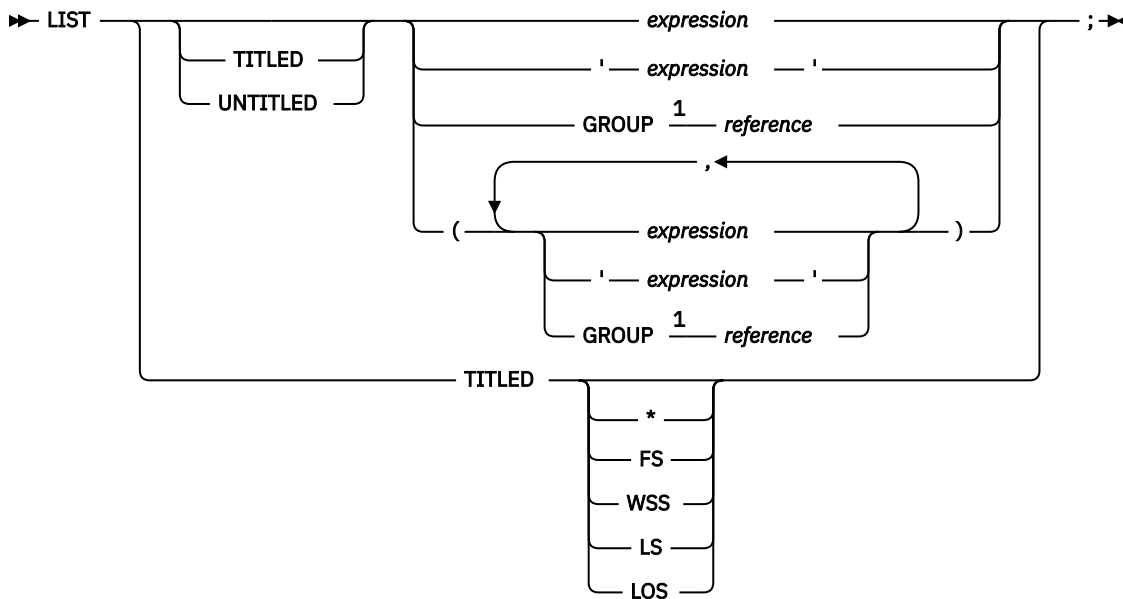 LIST expression ;
TITLED ' expression '
UNTITLED
GROUP 1 reference
,
( expression )
' expression '
GROUP 1 reference
TITLED
*
FS
WSS
LS
LOS